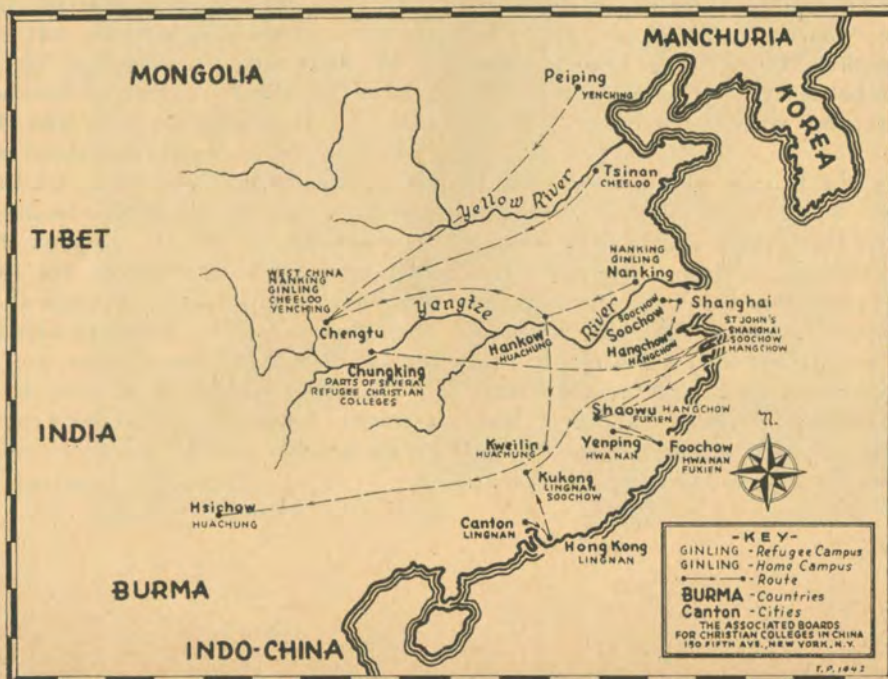 MANCHURIA
MONGOLIA
KOREA
Peiping
YENCHING
Yellow River
Tsinan
CHEELOO
TIBET
NANKING
GINLING
Nanking
WEST CHINA
NANKING
GINLING
CHEELOO
YENCHING
Chengtu
Yangtze River
SOOCHOW
Soochow
Shanghai
ST JOHN'S
SHANGHAI
SOOCHOW
HANGCHOW
Hangchow
HANGCHOW
Hankow
HUACHUNG
Chungking
PARTS OF SEVERAL
REFUGEE CHRISTIAN
COLLEGES
Shaowu HANGCHOW
FUKIEN
INDIA
Kweilin
HUACHUNG
Yenping
HWA NAN
Foochow
HWA NAN
FUKIEN
n.
Kukong
LINGNAN
SOOCHOW
Hsichow
HUACHUNG
Canton
LINGNAN
Hong Kong
LINGNAN
BURMA
INDO-CHINA
-KEY-
GINLING - Refugee Campus
GINLING - Home Campus
- Route
BURMA - Countries
Canton - Cities
THE ASSOCIATED BOARDS
FOR CHRISTIAN COLLEGES IN CHINA
150 FIFTH AVE., NEW YORK, N.Y.